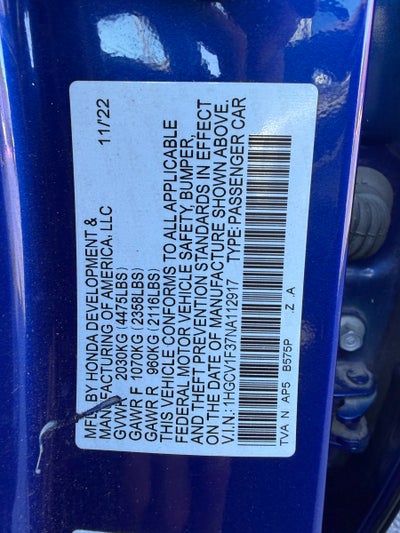 MFD. BY HONDA DEVELOPMENT &
MANUFACTURING OF AMERICA, LLC 11/'22
GVWR 2030KG (4475LBS)
GAWR F 1070KG (2358LBS)
GAWR R 960KG (2116LBS)
THIS VEHICLE CONFORMS TO ALL APPLICABLE
FEDERAL MOTOR VEHICLE SAFETY, BUMPER,
AND THEFT PREVENTION STANDARDS IN EFFECT
ON THE DATE OF MANUFACTURE SHOWN ABOVE.
V.I.N.: 1HGCV1F37NA112917 TYPE: PASSENGER CAR
TVA N AP5 B575P .Z .A